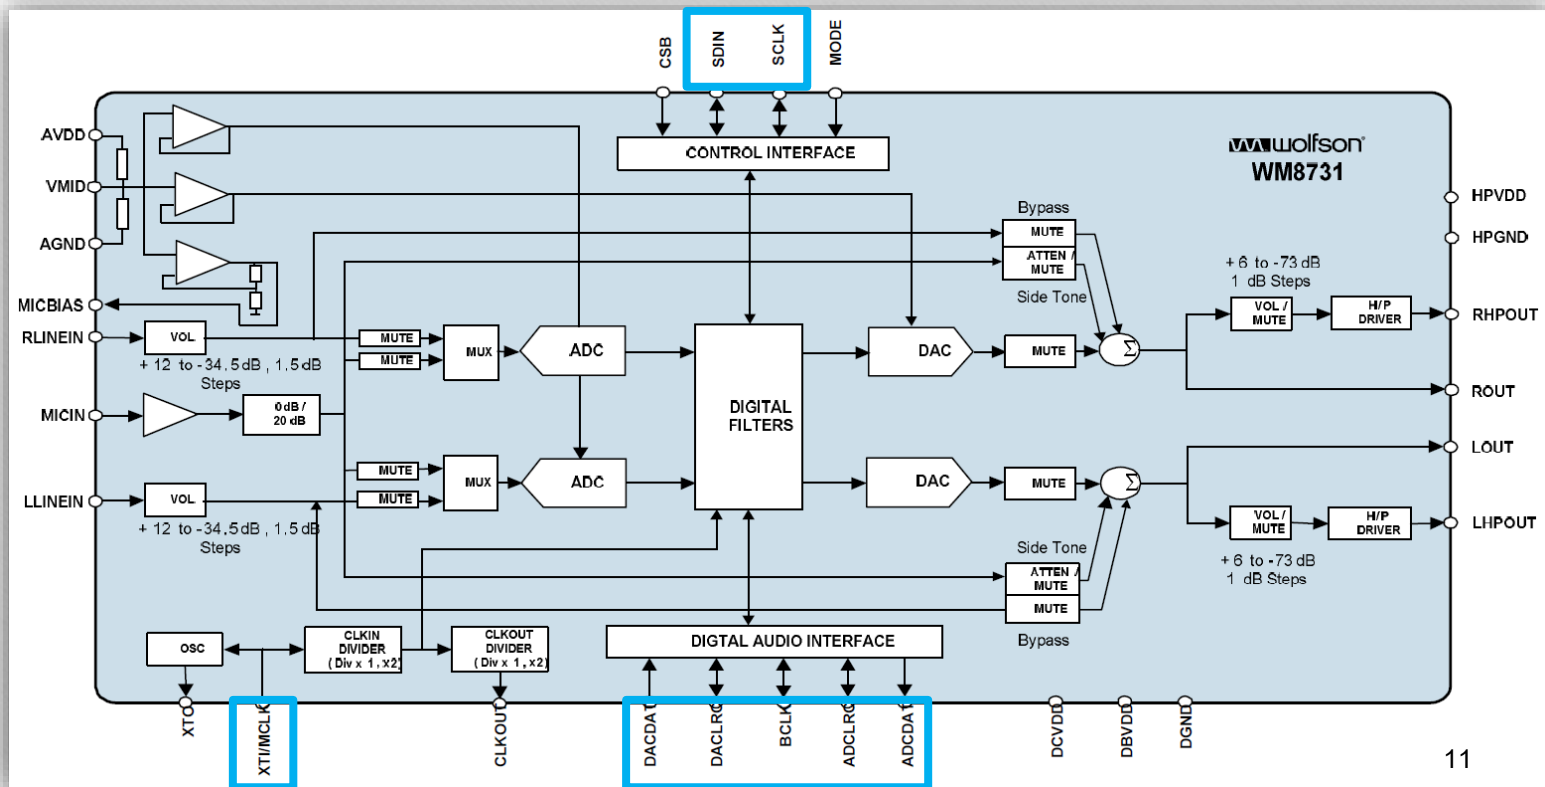 CSB
SDIN
SCLK
MODE
AVDD
VMID
AGND
MICBIAS
RLINEIN
MICIN
LLINEIN
CONTROL INTERFACE
wolfson
WM8731
HPVDD
HPGND
RHPOUT
ROUT
LOUT
LHPOUT
Bypass
MUTE
ATTEN /
MUTE
Side Tone
+ 6 to -73 dB
1 dB Steps
VOL /
MUTE
H/P
DRIVER
VOL
+ 12 to -34.5 dB , 1.5 dB
Steps
MUTE
MUTE
MUX
ADC
DIGITAL
FILTERS
DAC
MUTE
Σ
0 dB /
20 dB
MUTE
MUTE
MUX
ADC
DAC
MUTE
Σ
VOL
+ 12 to -34.5 dB , 1.5 dB
Steps
VOL /
MUTE
H/P
DRIVER
+ 6 to -73 dB
1 dB Steps
Side Tone
ATTEN /
MUTE
MUTE
Bypass
OSC
CLKIN
DIVIDER
(Div x 1, x2)
CLKOUT
DIVIDER
(Div x 1, x2)
DIGTAL AUDIO INTERFACE
XTO
XTI/MCLK
CLKOUT
DACDAT
DACLRC
BCLK
ADCLRC
ADCDAT
DCVDD
DBVDD
DGND
11